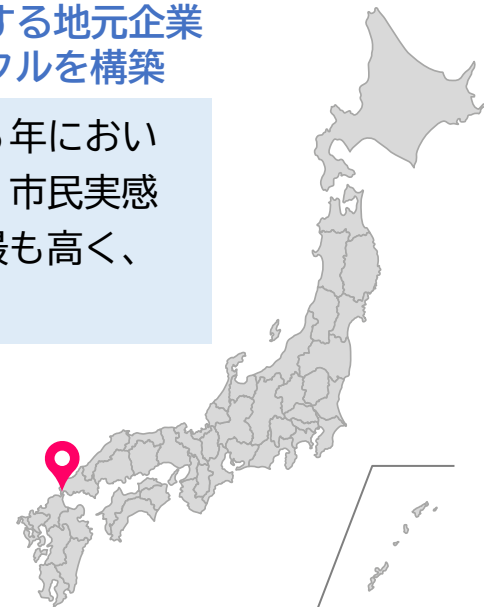 する地元企業
クルを構築
年におい
市民実感
最も高く、